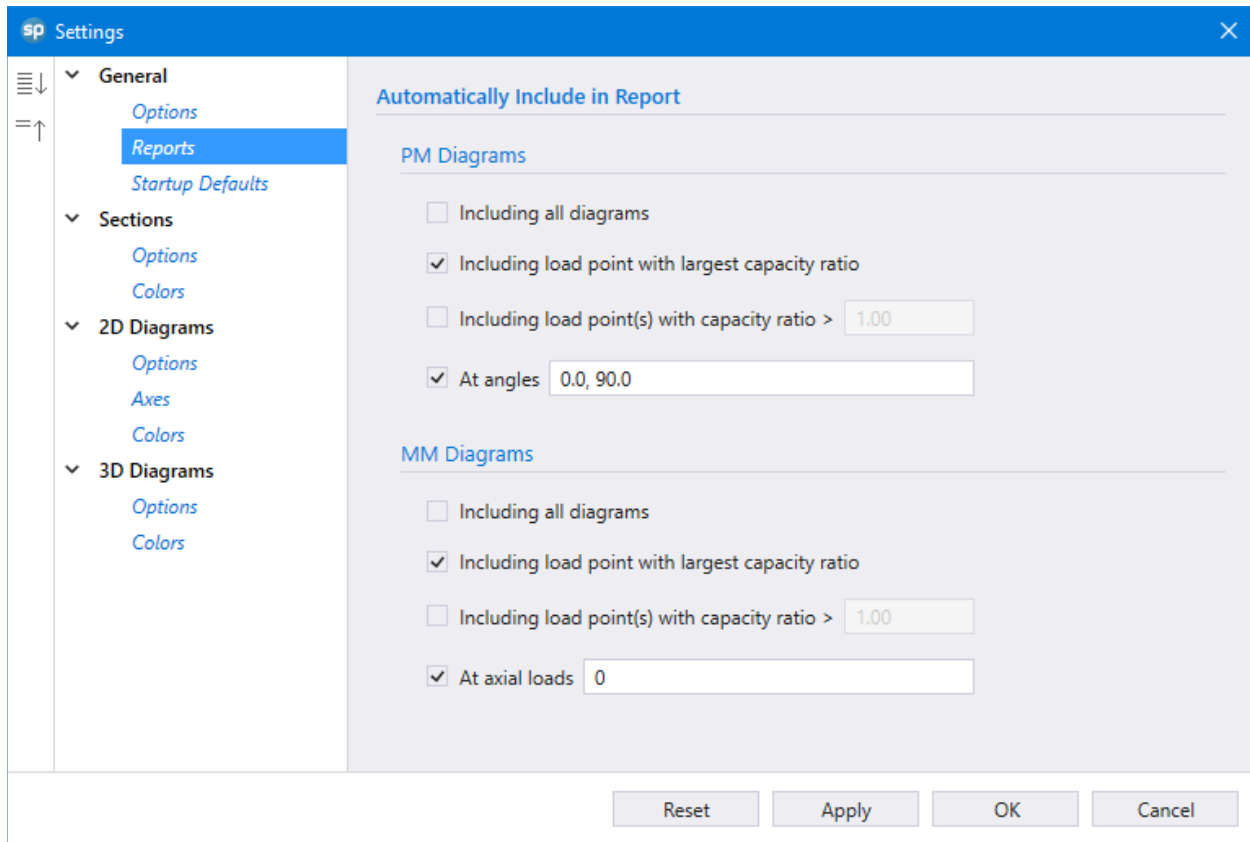 sp Settings
General
Options
Reports
Startup Defaults
Sections
Options
Colors
2D Diagrams
Options
Axes
Colors
3D Diagrams
Options
Colors
Automatically Include in Report
PM Diagrams
Including all diagrams
Including load point with largest capacity ratio
Including load point(s) with capacity ratio > 1.00
At angles 0.0, 90.0
MM Diagrams
Including all diagrams
Including load point with largest capacity ratio
Including load point(s) with capacity ratio > 1.00
At axial loads 0
Reset Apply OK Cancel